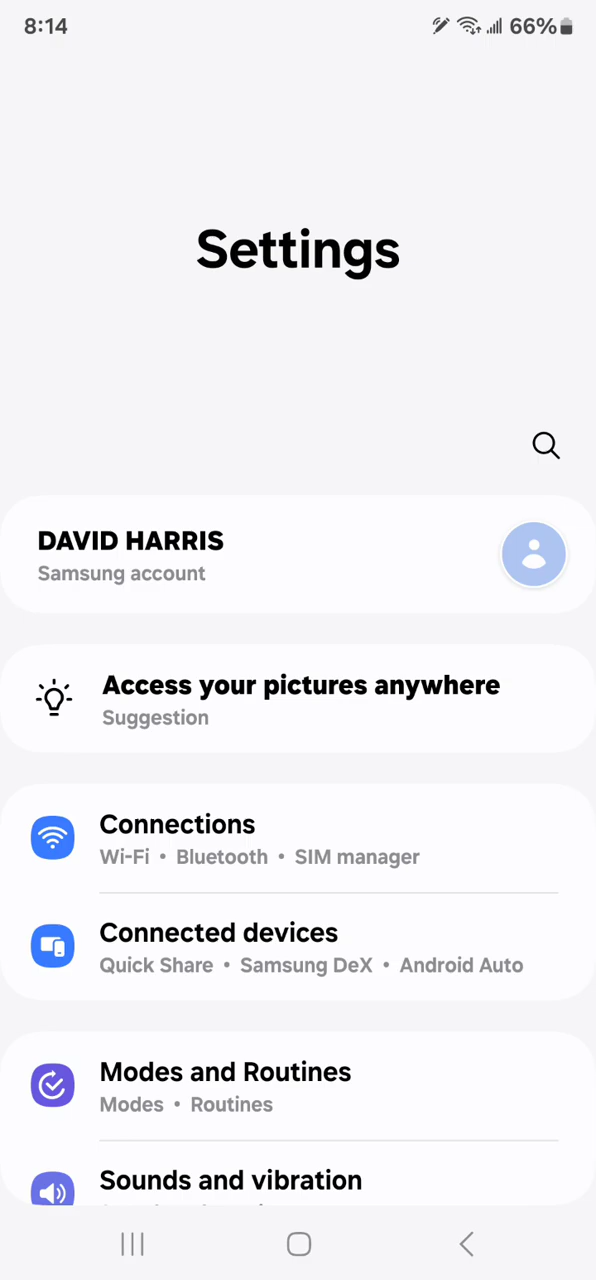 8:14
66%
Settings
DAVID HARRIS
Samsung account
Access your pictures anywhere
Suggestion
Connections
Wi-Fi • Bluetooth • SIM manager
Connected devices
Quick Share • Samsung DeX • Android Auto
Modes and Routines
Modes • Routines
Sounds and vibration